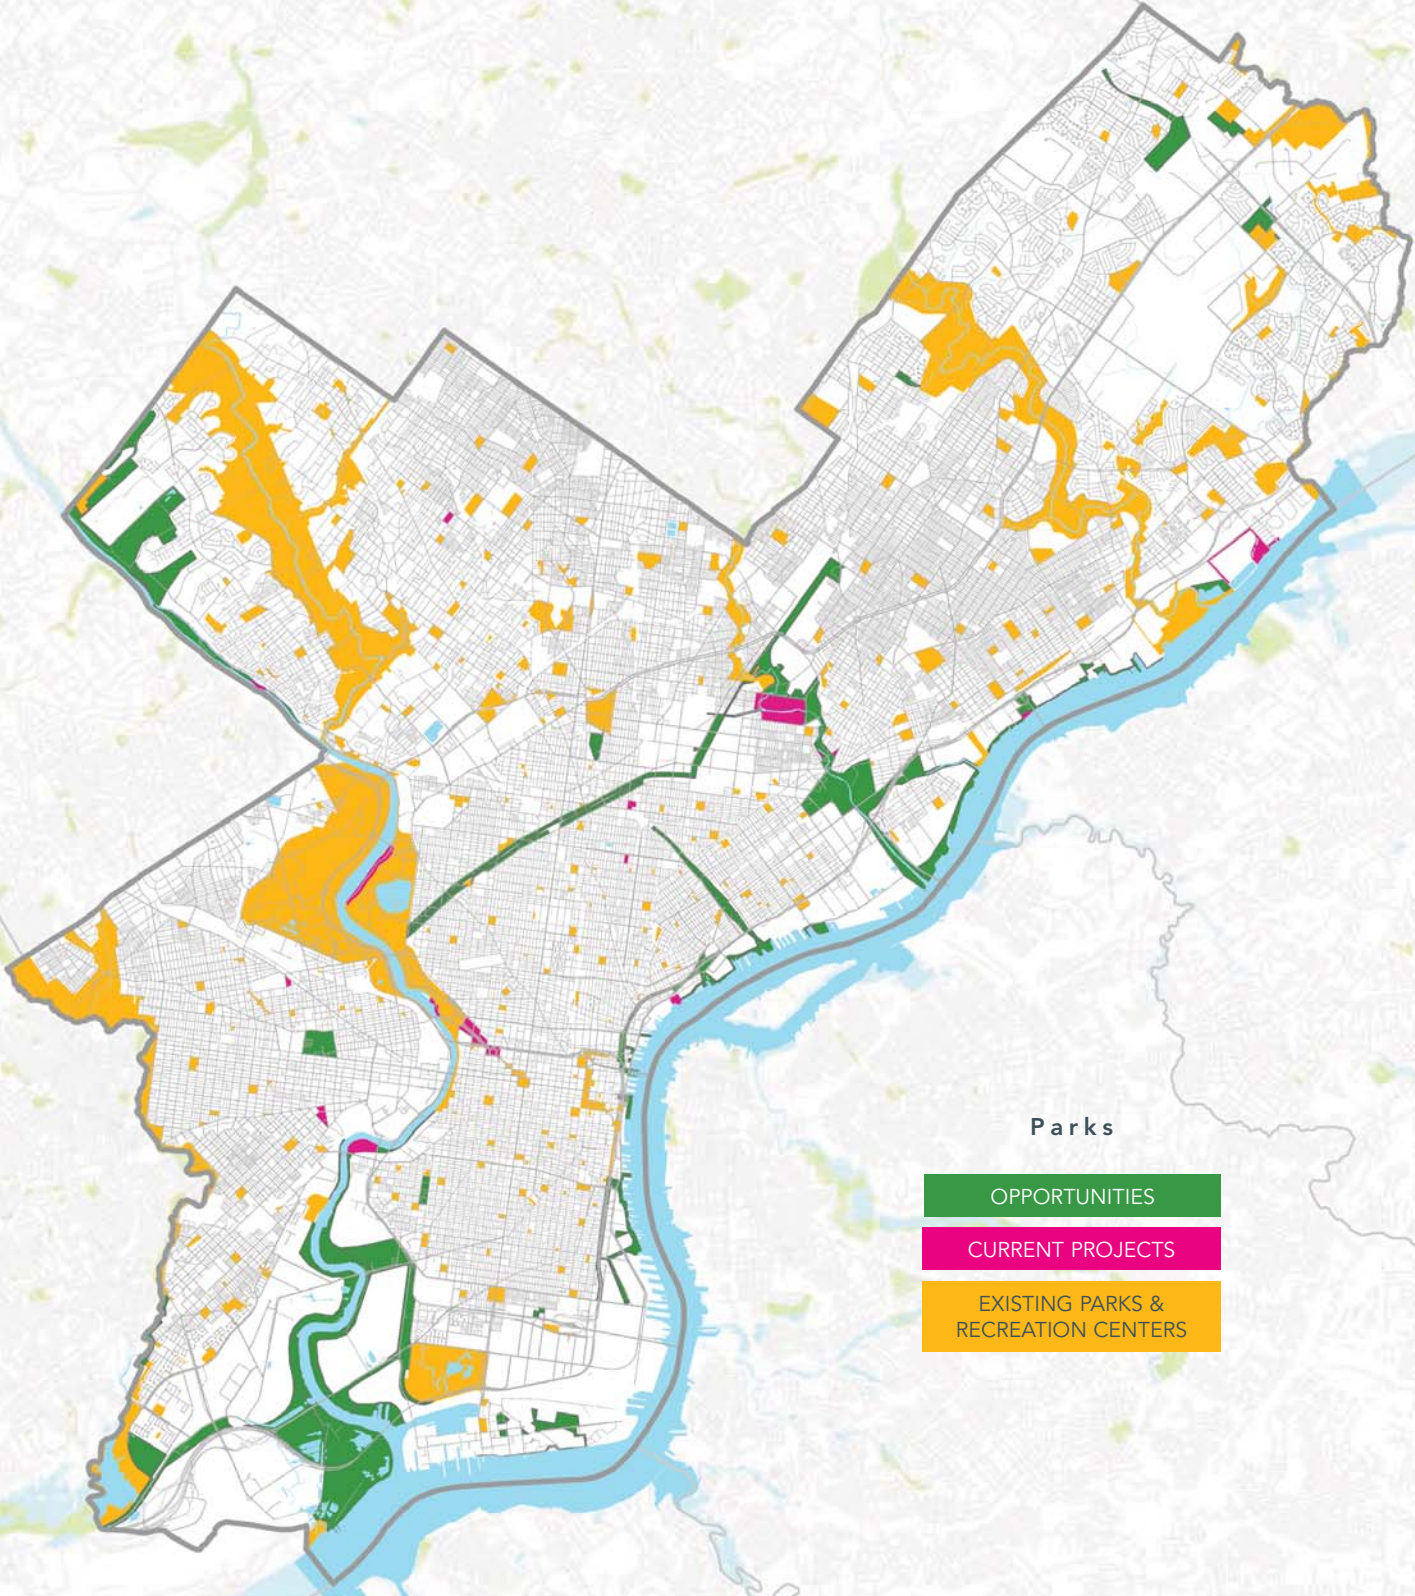 Parks
OPPORTUNITIES
CURRENT PROJECTS
EXISTING PARKS &
RECREATION CENTERS